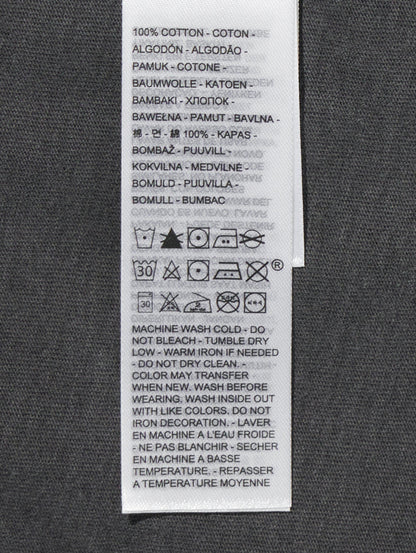 100% COTTON - COTON -
ALGODÓN - ALGODÃO -
PAMUK - COTONE -
BAUMWOLLE - KATOEN -
BAMBAKI - ХЛОПОК -
BAWEŁNA - PAMUT - BAVLNA -
棉 - 면 - 綿 100% - KAPAS -
BOMBAŽ - PUUVILL -
KOKVILNA - MEDVILNĖ -
BOMULD - PUUVILLA -
BOMULL - BUMBAC
30 ®
30
MACHINE WASH COLD - DO
NOT BLEACH - TUMBLE DRY
LOW - WARM IRON IF NEEDED
- DO NOT DRY CLEAN. -
COLOR MAY TRANSFER
WHEN NEW. WASH BEFORE
WEARING. WASH INSIDE OUT
WITH LIKE COLORS. DO NOT
IRON DECORATION. - LAVER
EN MACHINE A L'EAU FROIDE
- NE PAS BLANCHIR - SECHER
EN MACHINE A BASSE
TEMPERATURE. - REPASSER
A TEMPERATURE MOYENNE